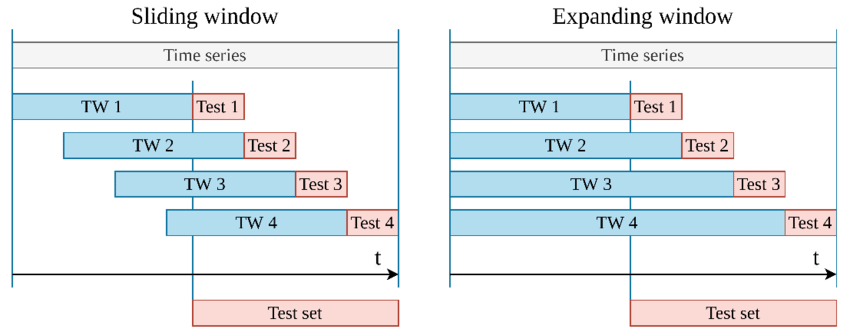 Sliding window
Time series
TW 1 Test 1
TW 2 Test 2
TW 3 Test 3
TW 4 Test 4
t
Test set
Expanding window
Time series
TW 1 Test 1
TW 2 Test 2
TW 3 Test 3
TW 4 Test 4
t
Test set